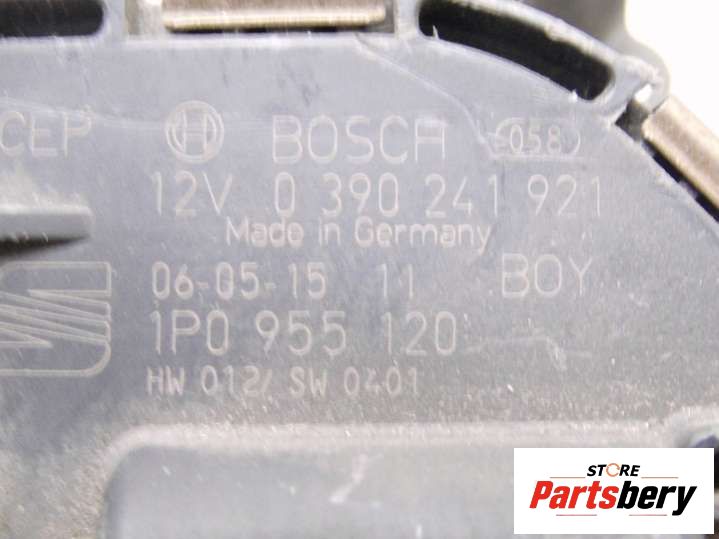 CEP BOSCH 058
12V 0 390 241 921
Made in Germany
06-05-15 11 BOY
1P0 955 120
HW 012/ SW 0401
STORE
Partsbery